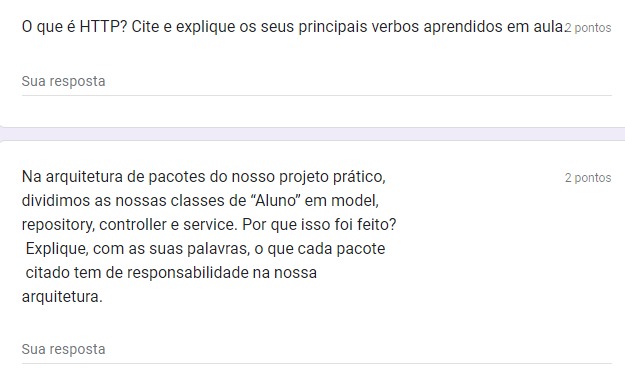 O que é HTTP? Cite e explique os seus principais verbos aprendidos em aula. 2 pontos
Sua resposta
Na arquitetura de pacotes do nosso projeto prático, 2 pontos
dividimos as nossas classes de “Aluno” em model,
repository, controller e service. Por que isso foi feito?
Explique, com as suas palavras, o que cada pacote
citado tem de responsabilidade na nossa
arquitetura.
Sua resposta